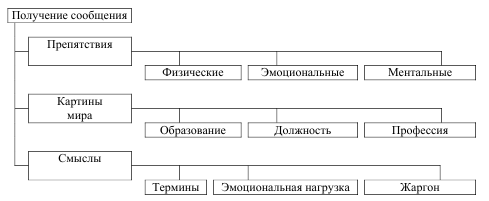 Получение сообщения
Препятствия
Физические Эмоциональные Ментальные
Картины
мира
Образование Должность Профессия
Смыслы
Термины Эмоциональная нагрузка Жаргон